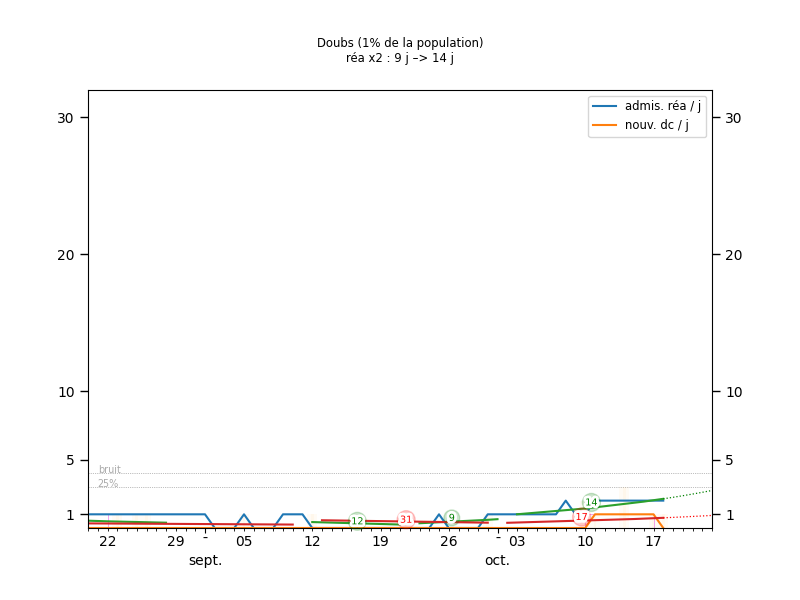 Doubs (1% de la population)
réa x2 : 9 j –> 14 j
admis. réa / j
nouv. dc / j
30 30
20 20
10 10
5 5
bruit
25%
1 1
12 31 9 17 14
22 29 - 05 12 19 26 - 03 10 17
sept. oct.